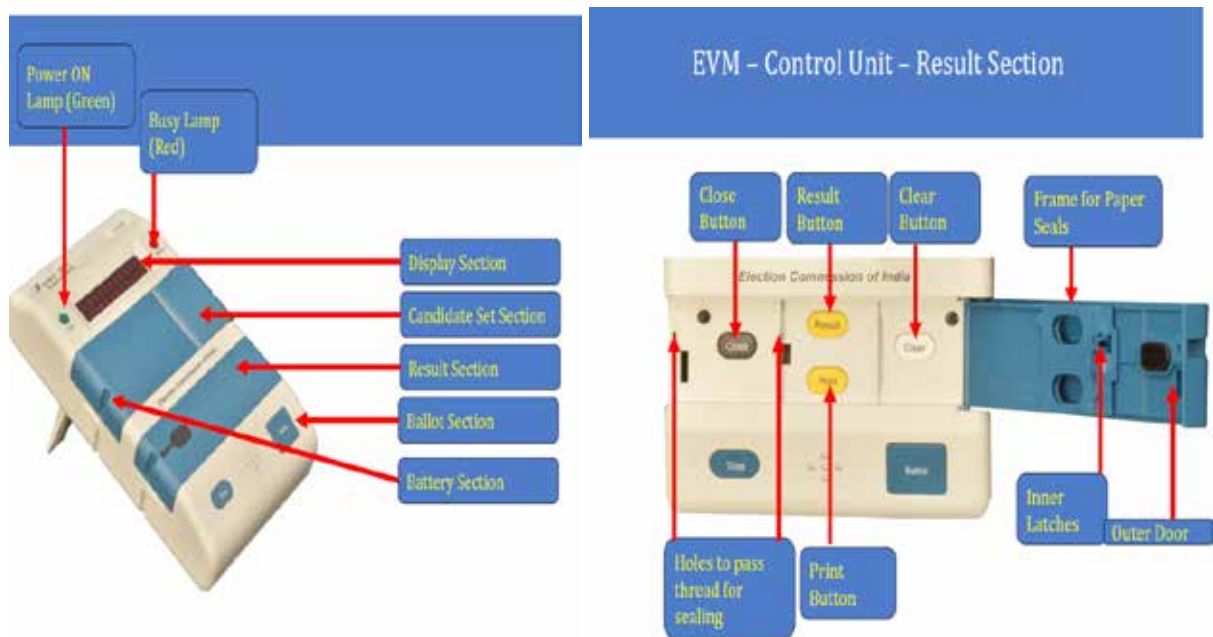 Power ON
Lamp (Green)
Busy Lamp
(Red)
Display Section
Candidate Set Section
Result Section
Ballot Section
Battery Section
EVM – Control Unit – Result Section
Close
Button
Result
Button
Clear
Button
Frame for Paper
Seals
Election Commission of India
Close
Result
Clear
Print
Total
Ballot
Holes to pass
thread for
sealing
Print
Button
Inner
Latches
Outer Door